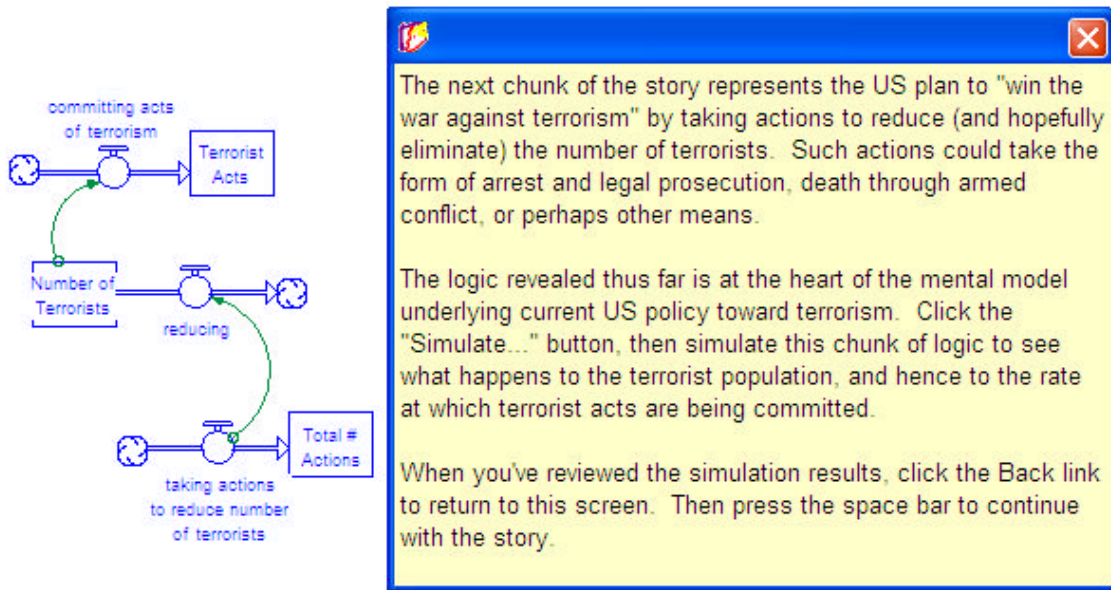 committing acts
of terrorism
Terrorist
Acts
Number of
Terrorists
reducing
Total #
Actions
taking actions
to reduce number
of terrorists
The next chunk of the story represents the US plan to "win the
war against terrorism" by taking actions to reduce (and hopefully
eliminate) the number of terrorists.  Such actions could take the
form of arrest and legal prosecution, death through armed
conflict, or perhaps other means.
The logic revealed thus far is at the heart of the mental model
underlying current US policy toward terrorism.  Click the
"Simulate..." button, then simulate this chunk of logic to see
what happens to the terrorist population, and hence to the rate
at which terrorist acts are being committed.
When you've reviewed the simulation results, click the Back link
to return to this screen.  Then press the space bar to continue
with the story.